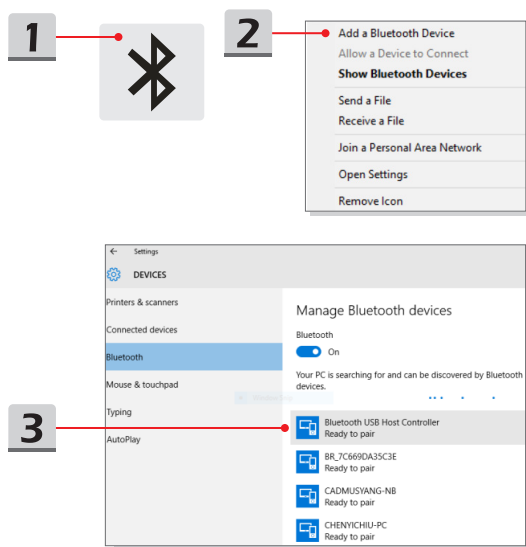 1
2
Add a Bluetooth Device
Allow a Device to Connect
Show Bluetooth Devices
Send a File
Receive a File
Join a Personal Area Network
Open Settings
Remove Icon
Settings
DEVICES
Printers & scanners
Connected devices
Bluetooth
Mouse & touchpad
Typing
AutoPlay
Manage Bluetooth devices
Bluetooth
On
Your PC is searching for and can be discovered by Bluetooth
devices.
3
Bluetooth USB Host Controller
Ready to pair
BR_7C669DA35C3E
Ready to pair
CADMUSYANG-NB
Ready to pair
CHENYICHIU-PC
Ready to pair